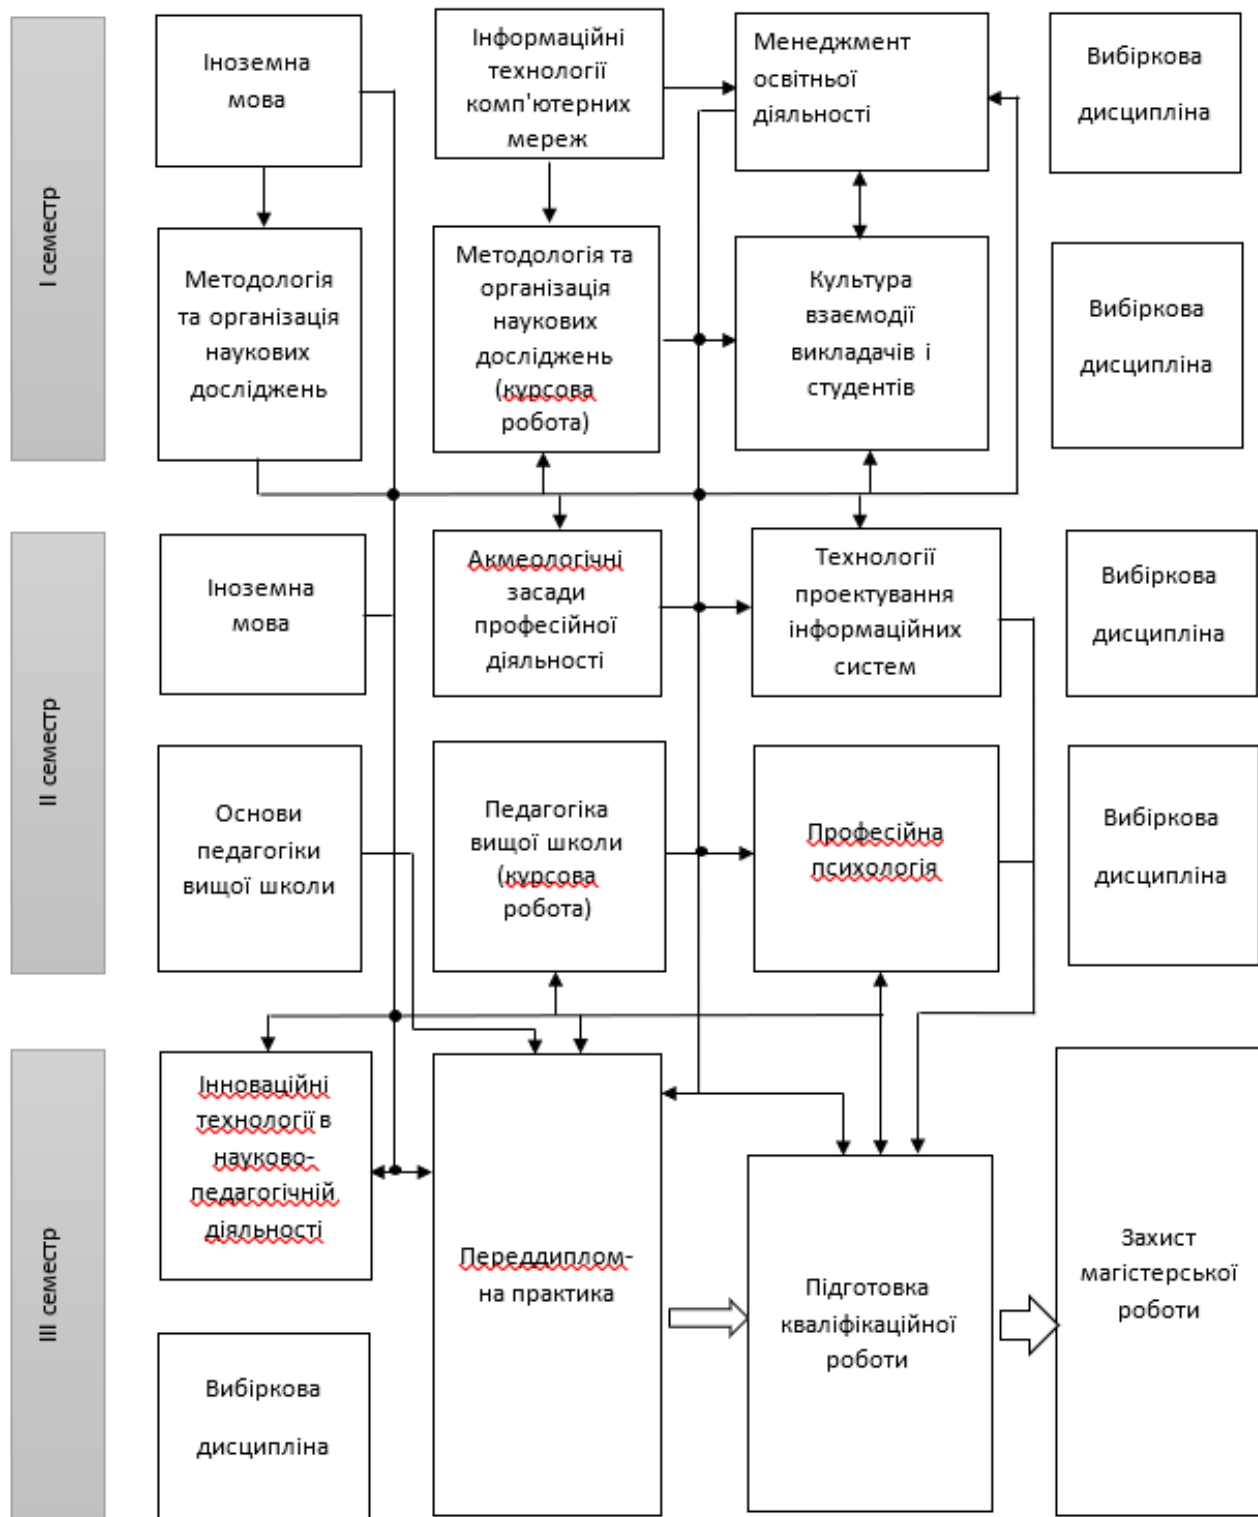 І семестр
Іноземна
мова
Інформаційні
технології
комп'ютерних
мереж
Менеджмент
освітньої
діяльності
Вибіркова
дисципліна
Методологія
та організація
наукових
досліджень
Методологія та
організація
наукових
досліджень
(курсова
робота)
Культура
взаємодії
викладачів і
студентів
Вибіркова
дисципліна
ІІ семестр
Іноземна
мова
Акмеологічні
засади
професійної
діяльності
Технології
проектування
інформаційних
систем
Вибіркова
дисципліна
Основи
педагогіки
вищої школи
Педагогіка
вищої школи
(курсова
робота)
Професійна
психологія
Вибіркова
дисципліна
ІІІ семестр
Інноваційні
технології в
науково-
педагогічній
діяльності
Переддиплом-
на практика
Підготовка
кваліфікаційної
роботи
Захист
магістерської
роботи
Вибіркова
дисципліна